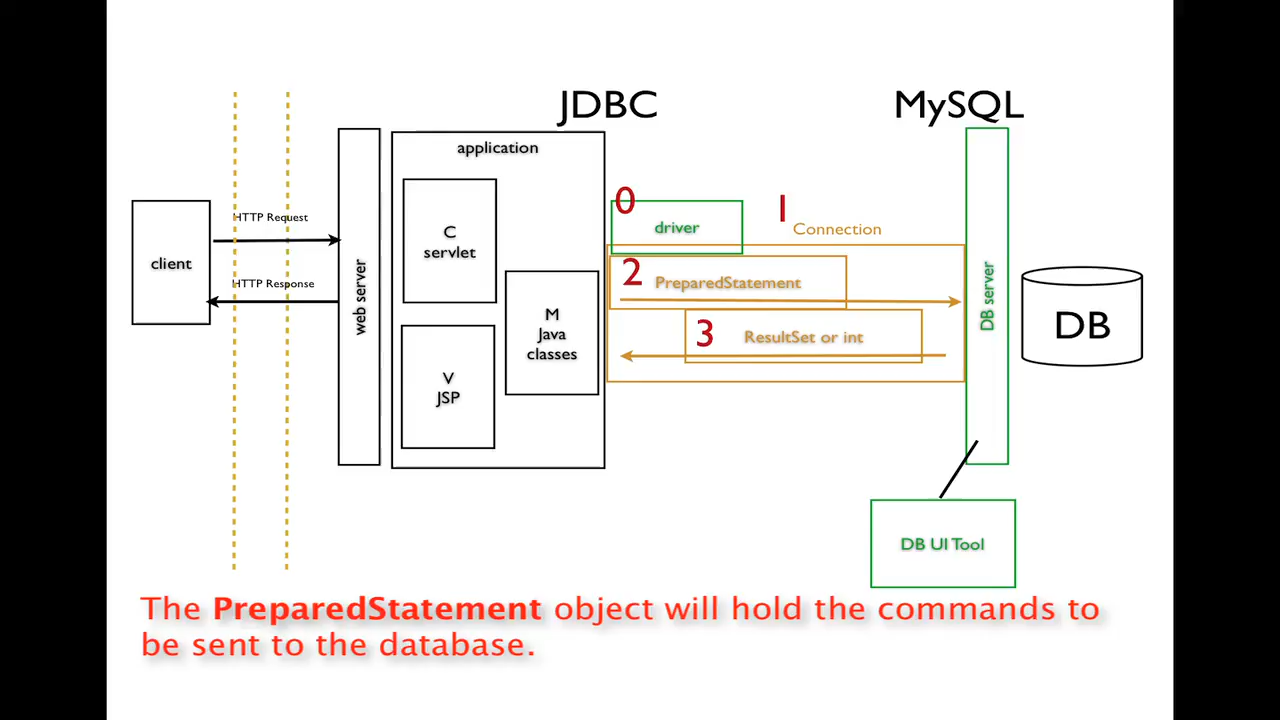 JDBC
MySQL
application
client
HTTP Request
HTTP Response
web server
C
servlet
M
Java
classes
V
JSP
0
driver
1
Connection
2
PreparedStatement
3
ResultSet or int
DB server
DB
DB UI Tool
The PreparedStatement object will hold the commands to
be sent to the database.